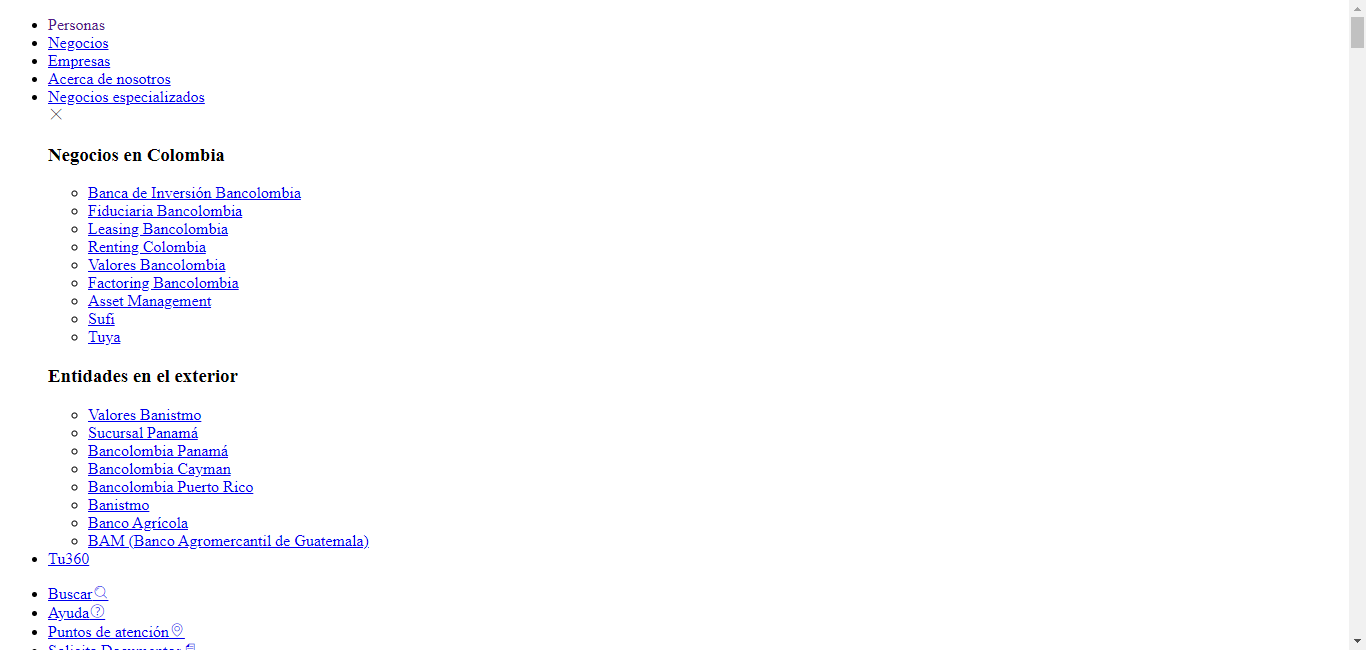 Personas
Negocios
Empresas
Acerca de nosotros
Negocios especializados
Negocios en Colombia
Banca de Inversión Bancolombia
Fiduciaria Bancolombia
Leasing Bancolombia
Renting Colombia
Valores Bancolombia
Factoring Bancolombia
Asset Management
Sufi
Tuya
Entidades en el exterior
Valores Banistmo
Sucursal Panamá
Bancolombia Panamá
Bancolombia Cayman
Bancolombia Puerto Rico
Banistmo
Banco Agrícola
BAM (Banco Agromercantil de Guatemala)
Tu360
Buscar
Ayuda
Puntos de atención
Solicita Documentos